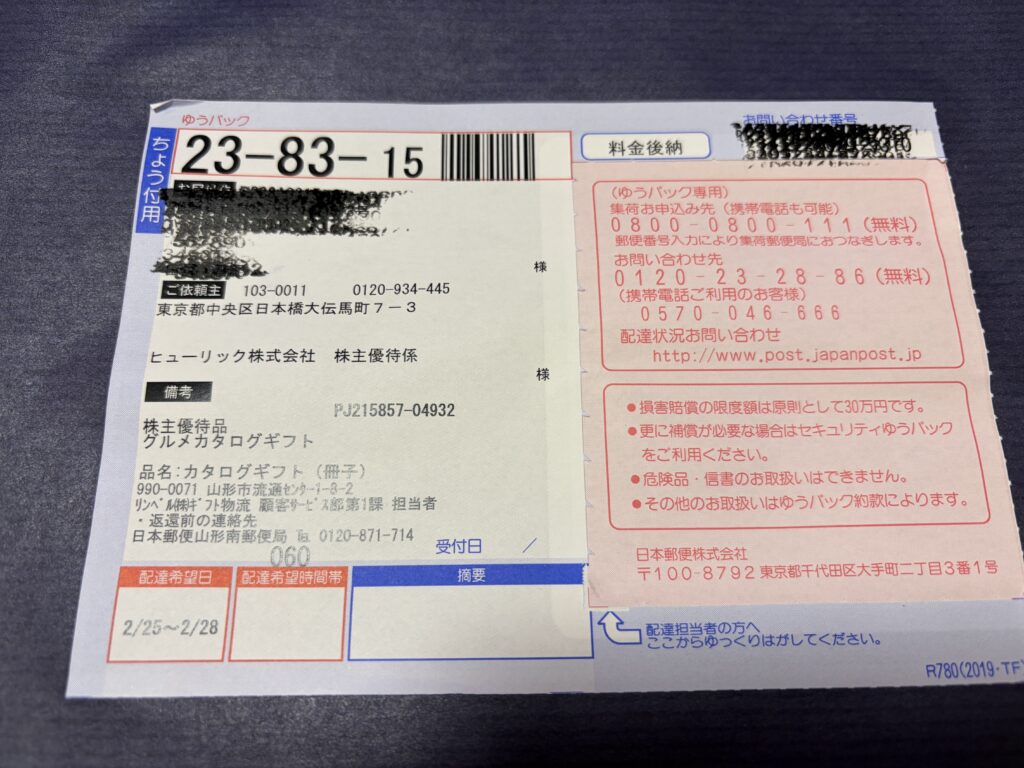 ゆうパック
ちょう付用
23-83- 15
ご依頼主 103-0011 0120-934-445
東京都中央区日本橋大伝馬町7-3
様
ヒューリック株式会社 株主優待係
様
備考
PJ215857-04932
株主優待品
グルメカタログギフト
品名:カタログギフト(冊子)
990-0071 山形市流通センター1-8-2
リンベル㈱ギフト物流 顧客サービス部第1課 担当者
・返還前の連絡先
日本郵便山形南郵便局 ℡ 0120-871-714
060
受付日 /
配達希望日 配達希望時間帯 摘要
2/25~2/28
料金後納
お問い合わせ番号
(ゆうパック専用)
集荷お申込み先(携帯電話も可能)
0800-0800-111(無料)
郵便番号入力により集荷郵便局におつなぎします。
お問い合わせ先
0120-23-28-86(無料)
(携帯電話ご利用のお客様)
0570-046-666
配達状況お問い合わせ
http://www.post.japanpost.jp
●損害賠償の限度額は原則として30万円です。
●更に補償が必要な場合はセキュリティゆうパック
をご利用ください。
●危険品・信書のお取扱いはできません。
●その他のお取扱いはゆうパック約款によります。
日本郵便株式会社
〒100-8792 東京都千代田区大手町二丁目3番1号
配達担当者の方へ
ここからゆっくりはがしてください。
R780(2019・TF)